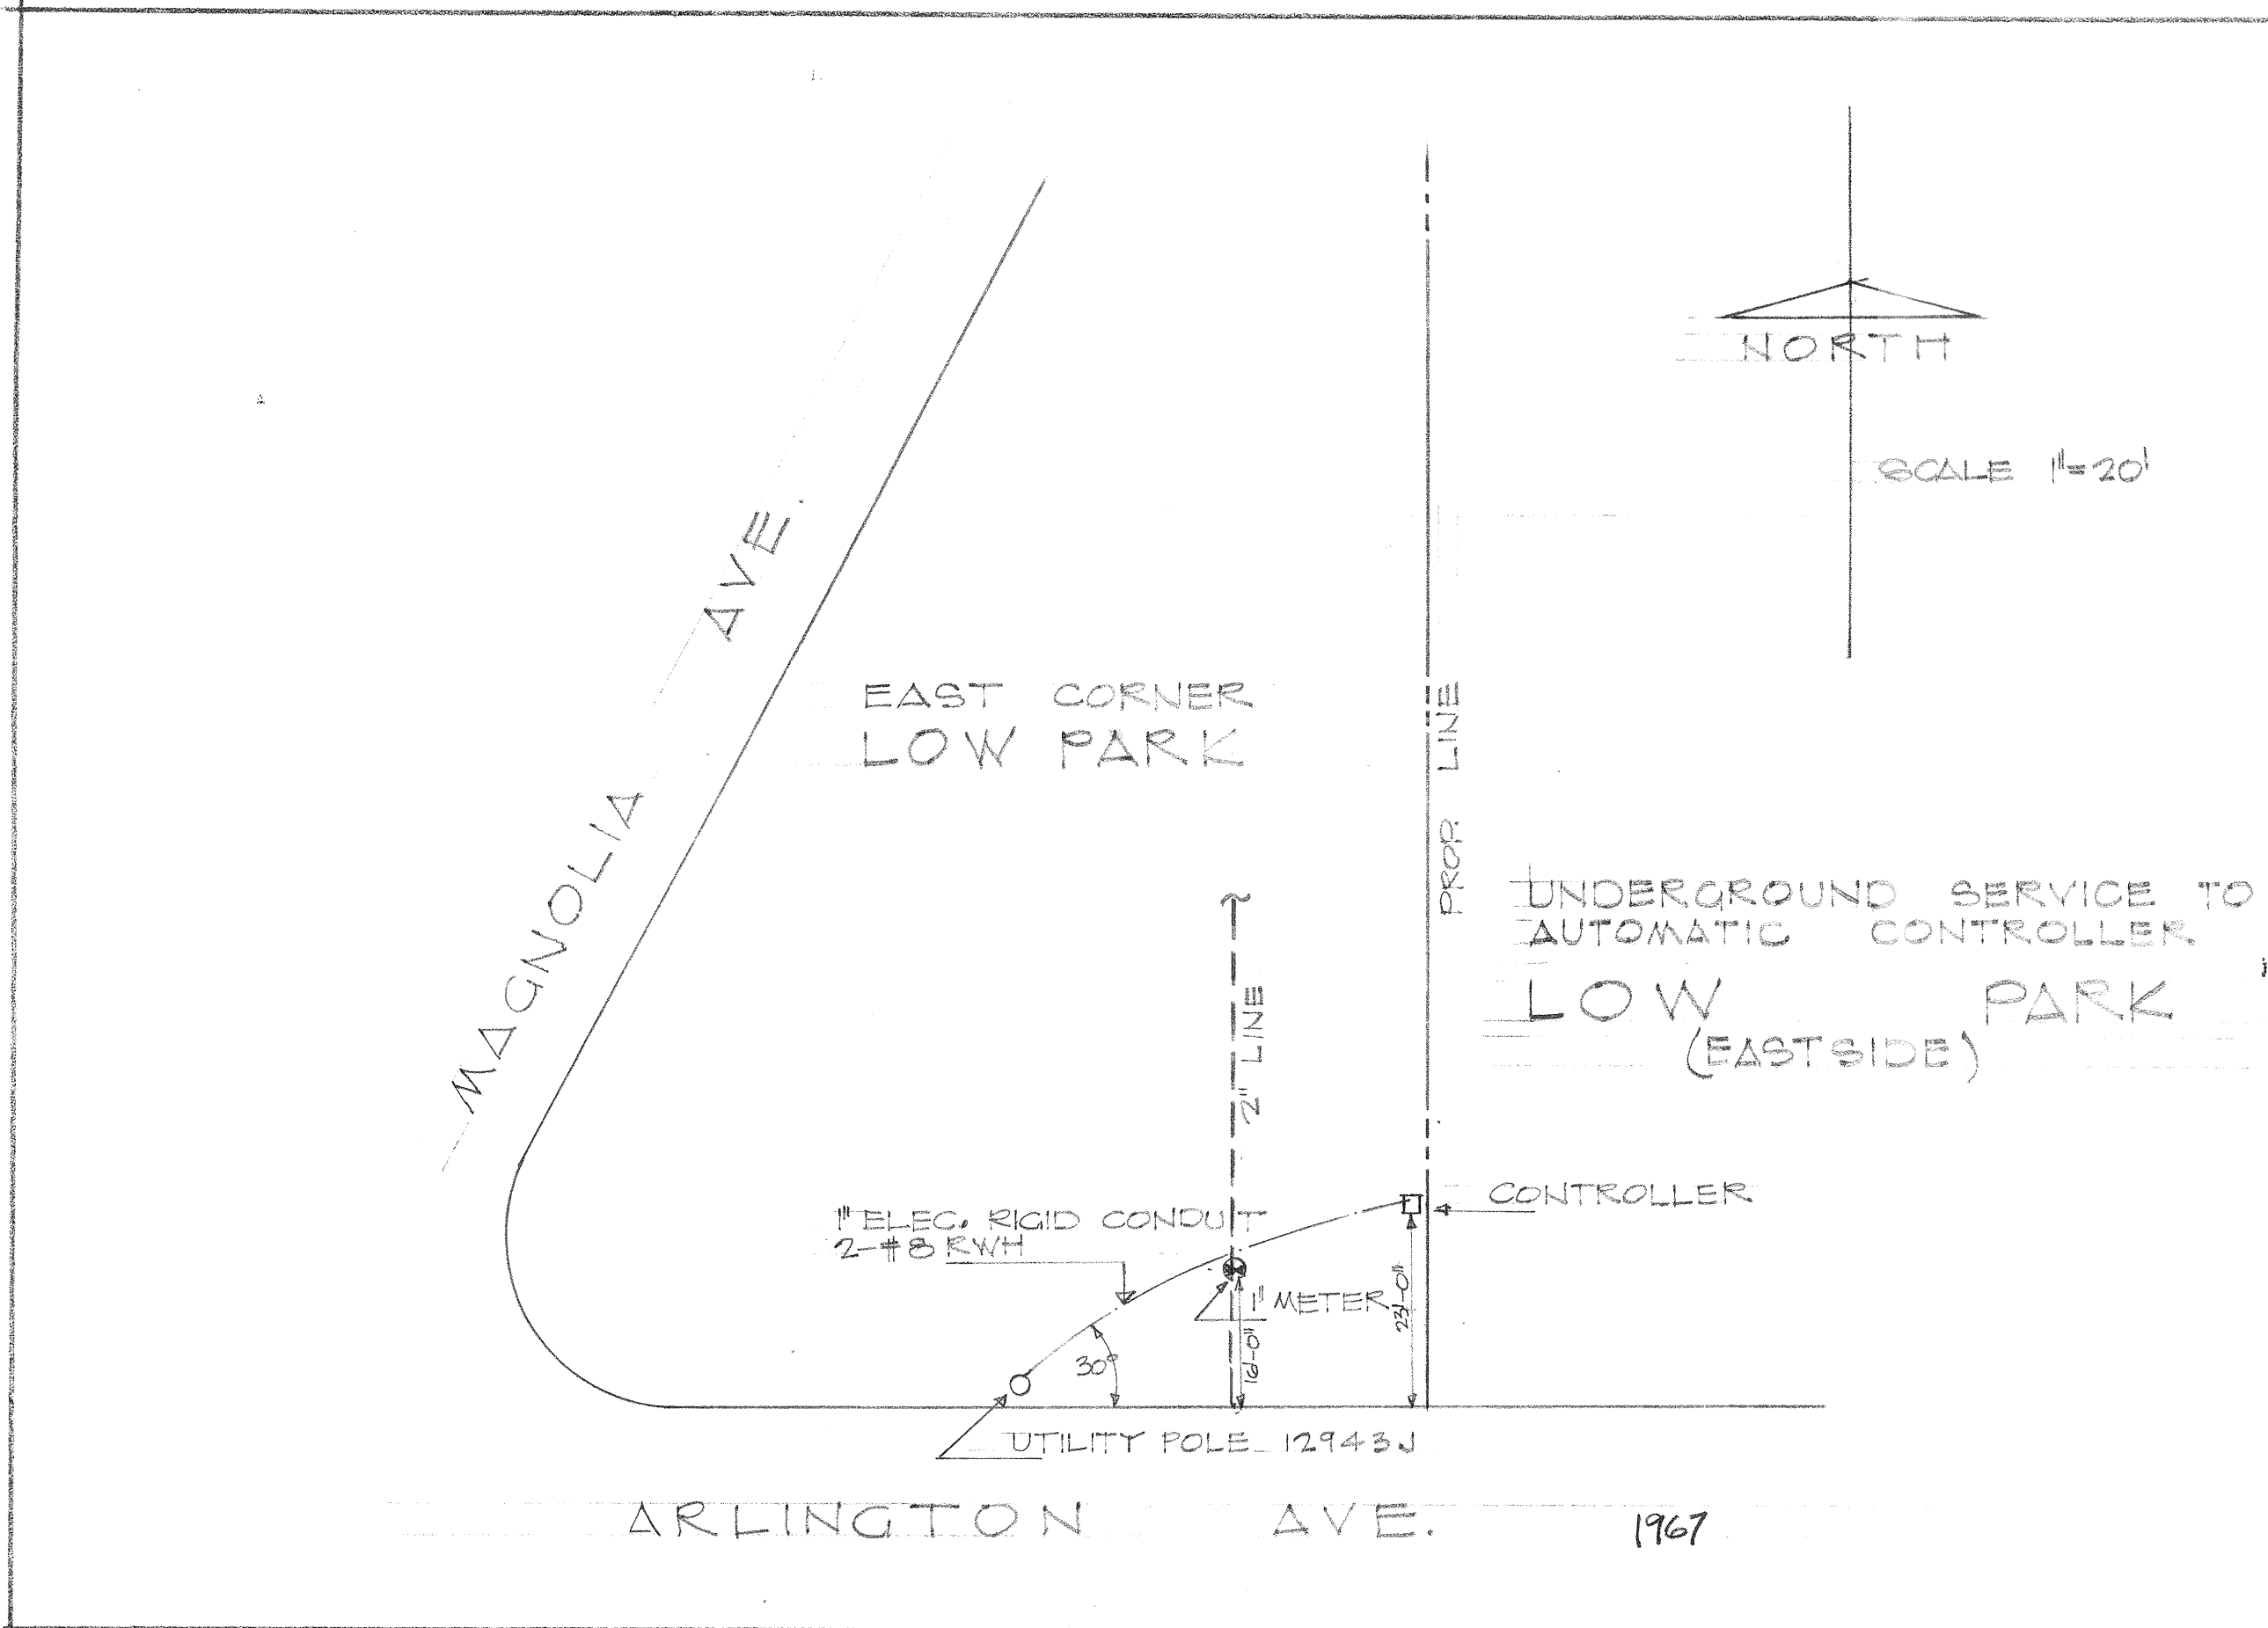 NORTH
SCALE 1"=20'
MAGNOLIA AVE.
EAST CORNER
LOW PARK
PROP. LINE
UNDERGROUND SERVICE TO
AUTOMATIC CONTROLLER
LOW PARK
(EASTSIDE)
2" LINE
CONTROLLER
1" ELEC. RIGID CONDUIT
2-#8 RWH
1" METER
23'-0"
16'-0"
30°
UTILITY POLE 12943J
ARLINGTON AVE.
1967